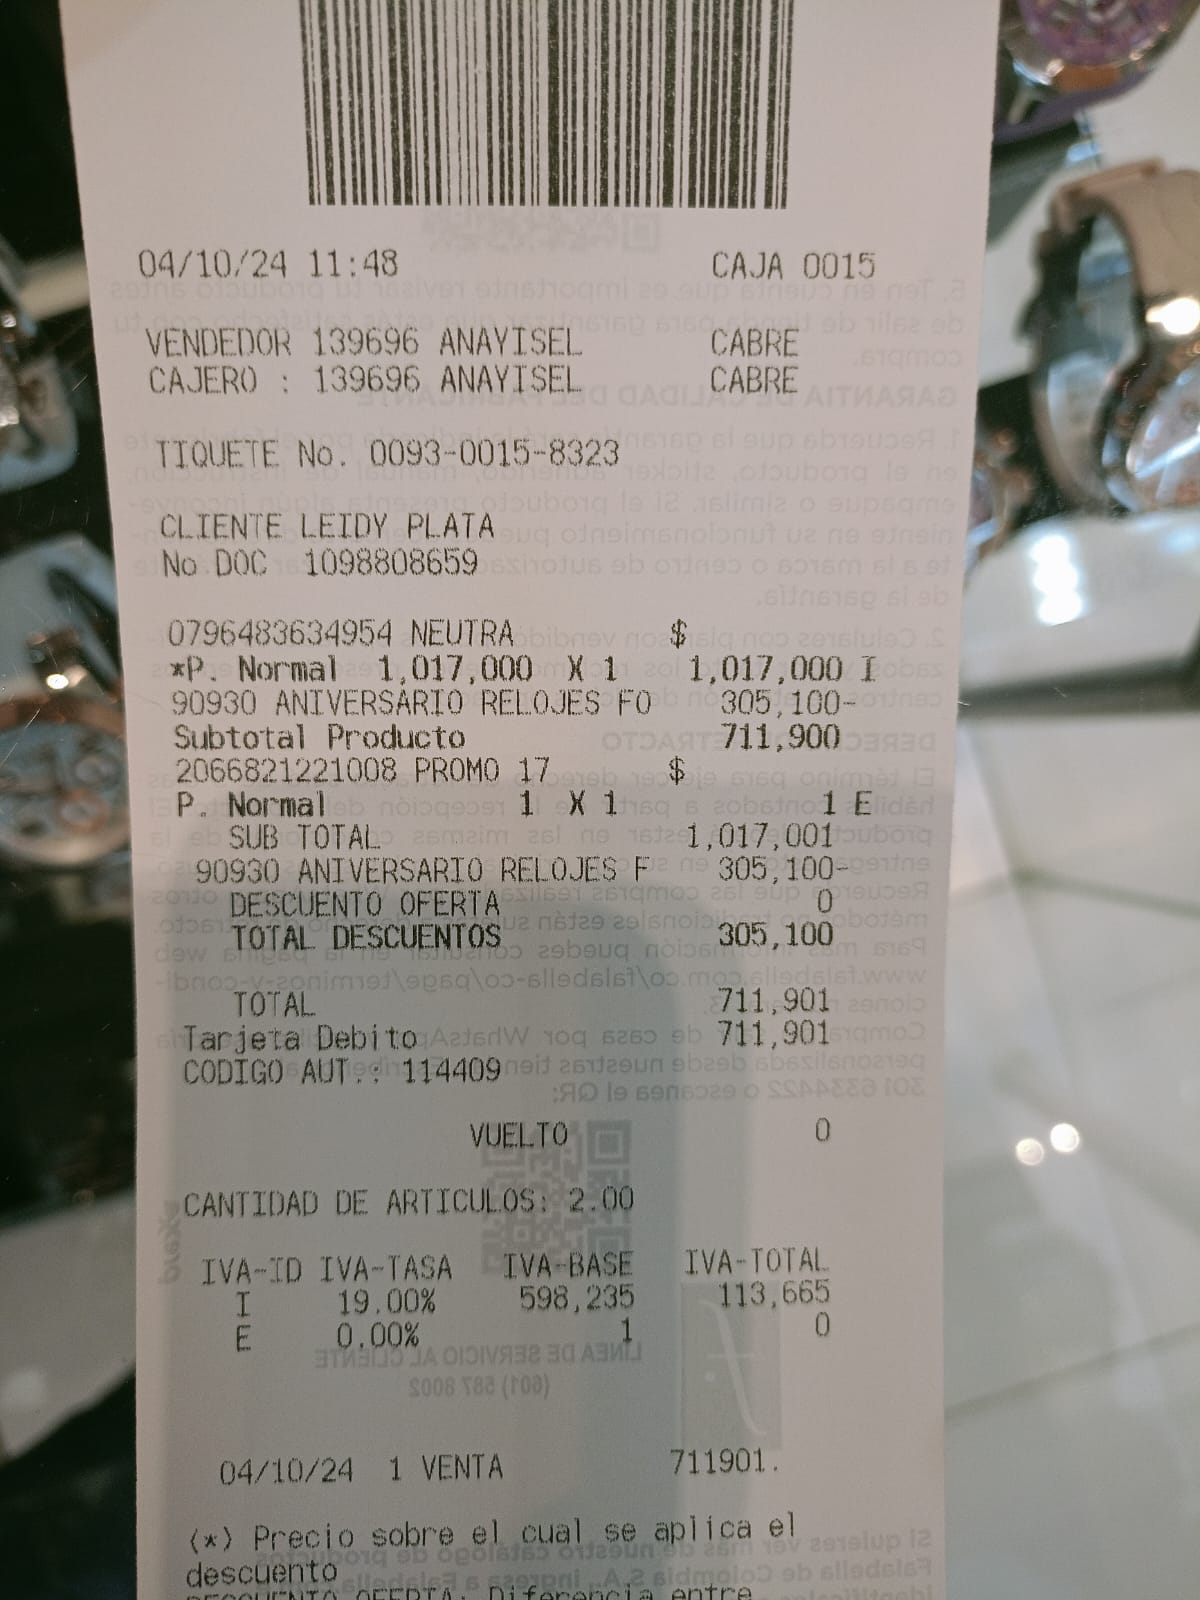 04/10/24 11:48 CAJA 0015
VENDEDOR 139696 ANAYISEL CABRE
CAJERO : 139696 ANAYISEL CABRE
TIQUETE No. 0093-0015-8323
CLIENTE LEIDY PLATA
No.DOC 1098808659
0796483634954 NEUTRA $
*P. Normal 1,017,000 X 1 1,017,000 I
90930 ANIVERSARIO RELOJES FO 305,100-
Subtotal Producto 711,900
2066821221008 PROMO 17 $
P. Normal 1 X 1 1 E
SUB TOTAL 1,017,001
90930 ANIVERSARIO RELOJES F 305,100-
DESCUENTO OFERTA 0
TOTAL DESCUENTOS 305,100
TOTAL 711,901
Tarjeta Debito 711,901
CODIGO AUT.: 114409
VUELTO 0
CANTIDAD DE ARTICULOS: 2.00
IVA-ID IVA-TASA IVA-BASE IVA-TOTAL
I 19.00% 598,235 113,665
E 0.00% 1 0
04/10/24 1 VENTA 711901.
(*) Precio sobre el cual se aplica el
descuento
DESCUENTO OFERTA: Diferencia entre